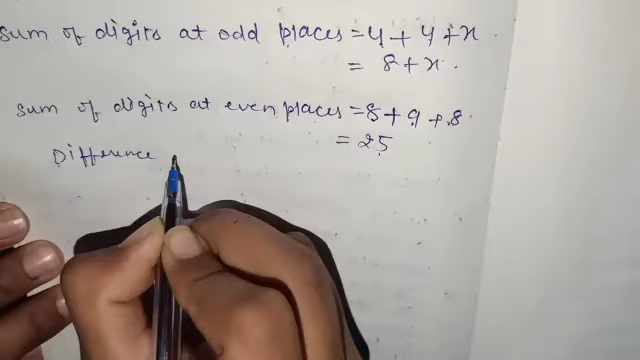 Sum of digits at odd places = 4 + 4 + x
= 8 + x.
Sum of digits at even places = 8 + 9 + 8
= 25
Difference